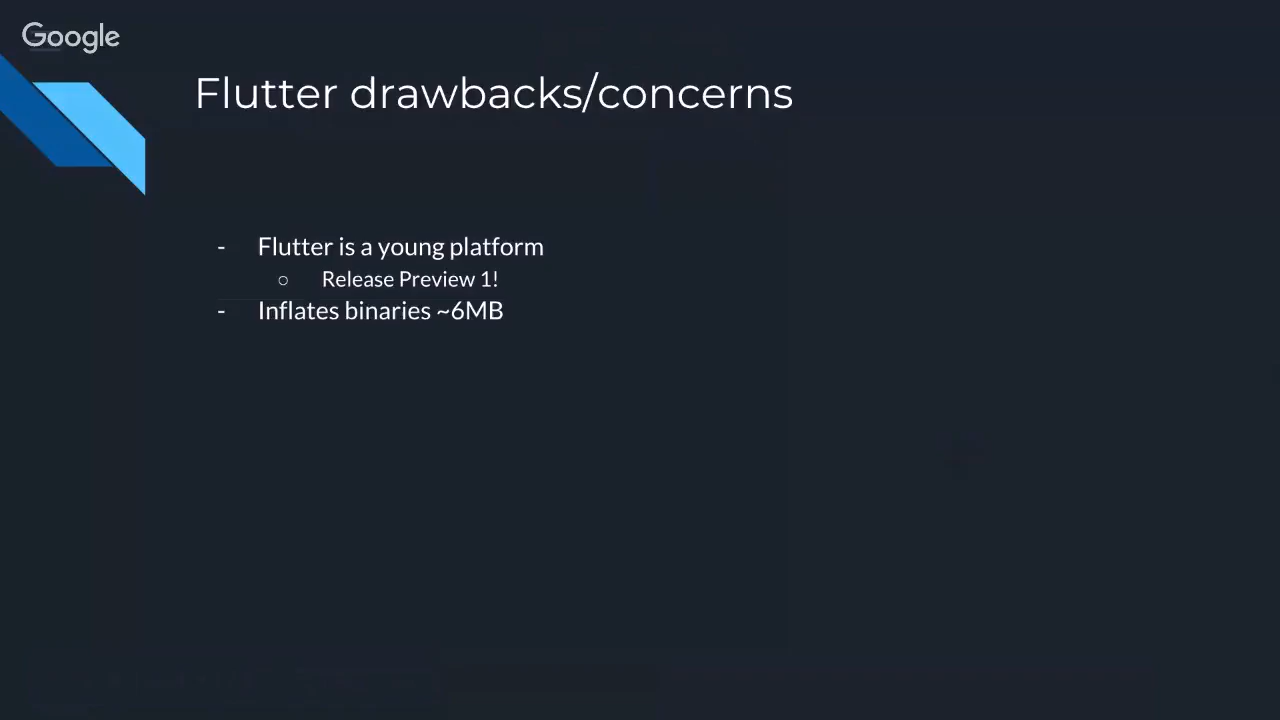 Google
Flutter drawbacks/concerns
- Flutter is a young platform
○ Release Preview 1!
- Inflates binaries ~6MB